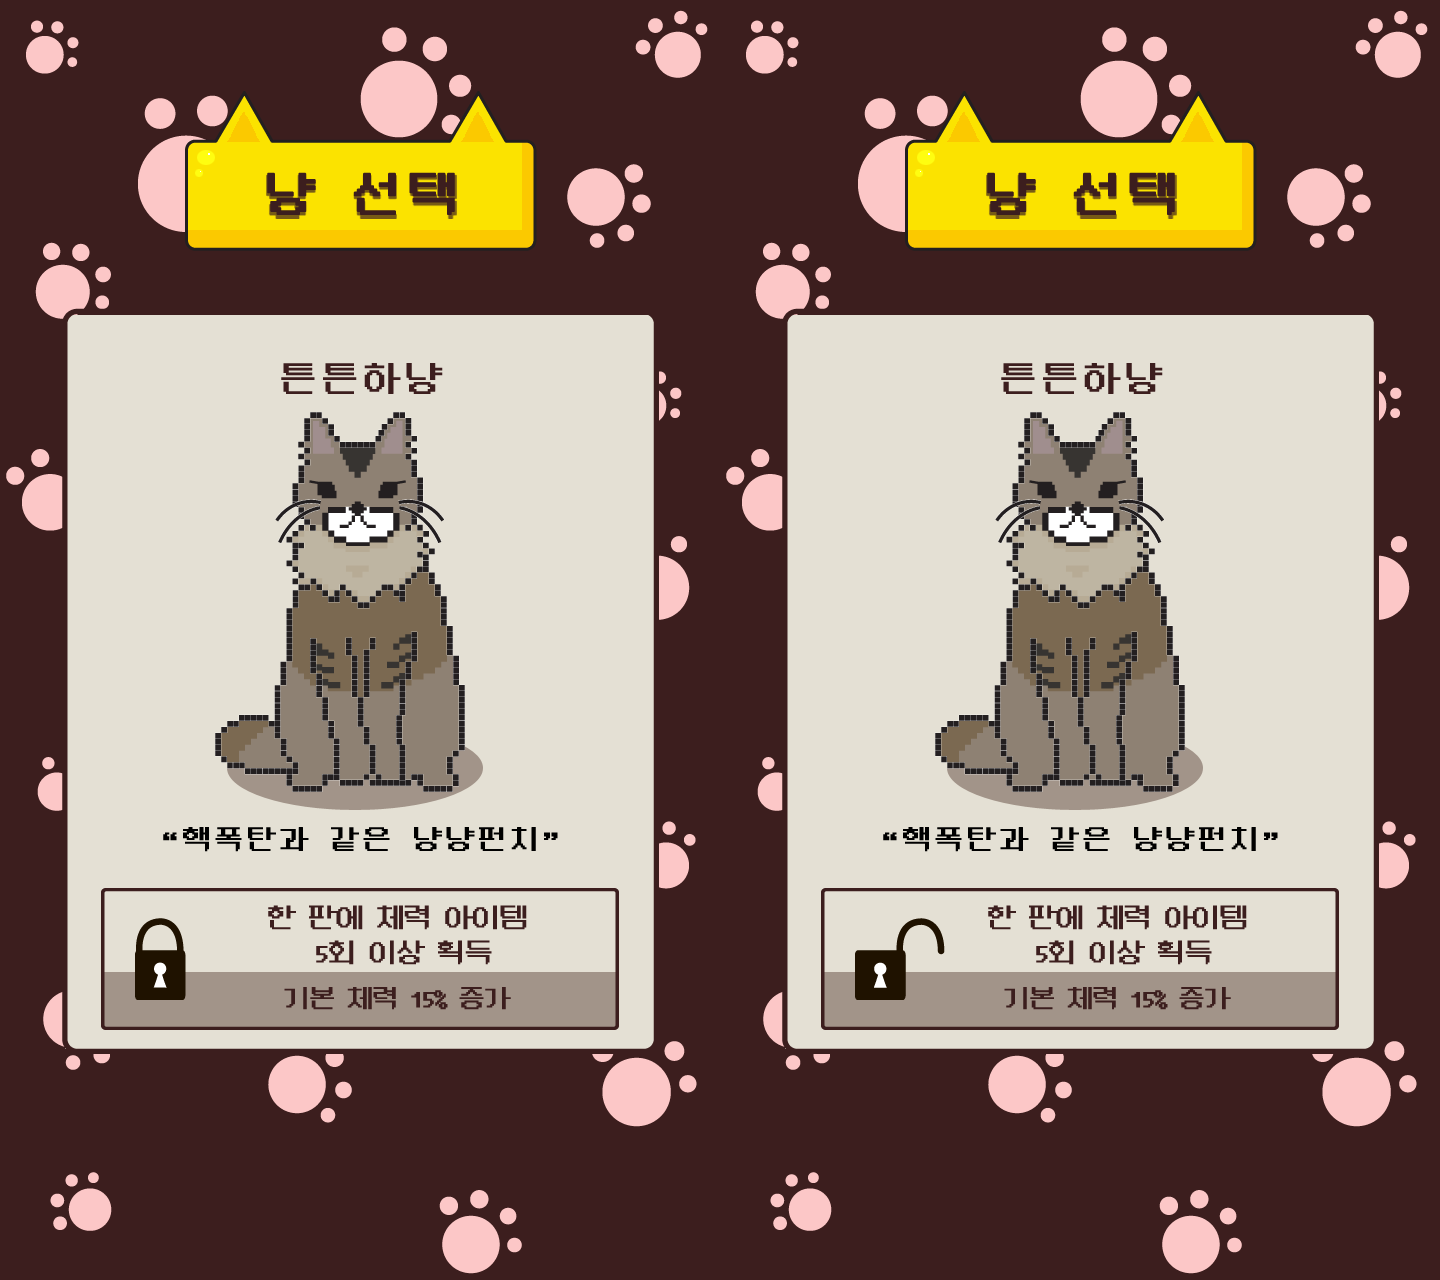 냥 선택
튼튼하냥
“핵폭탄과 같은 냥냥펀치”
한 판에 체력 아이템
5회 이상 획득
기본 체력 15% 증가
냥 선택
튼튼하냥
“핵폭탄과 같은 냥냥펀치”
한 판에 체력 아이템
5회 이상 획득
기본 체력 15% 증가